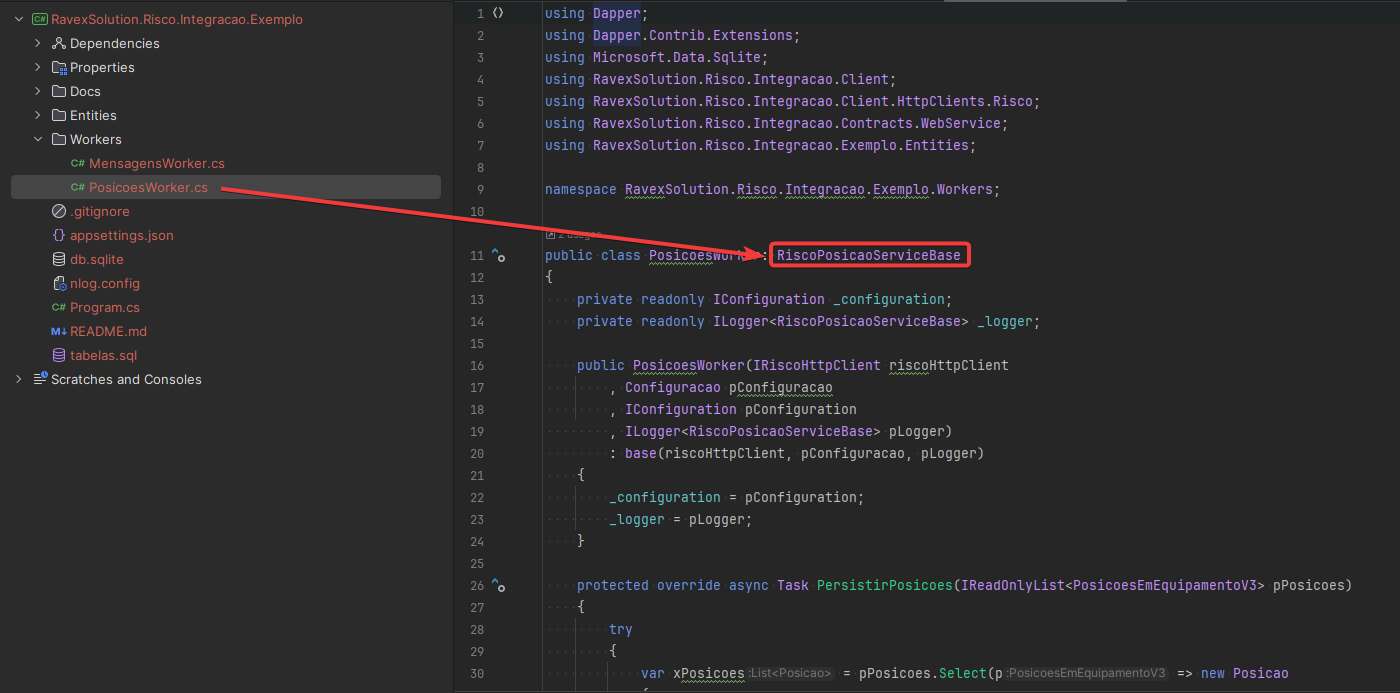 RavexSolution.Risco.Integracao.Exemplo
Dependencies
Properties
Docs
Entities
Workers
C# MensagensWorker.cs
C# PosicoesWorker.cs
.gitignore
appsettings.json
db.sqlite
nlog.config
C# Program.cs
M↓ README.md
tabelas.sql
Scratches and Consoles
1 using Dapper;
2 using Dapper.Contrib.Extensions;
3 using Microsoft.Data.Sqlite;
4 using RavexSolution.Risco.Integracao.Client;
5 using RavexSolution.Risco.Integracao.Client.HttpClients.Risco;
6 using RavexSolution.Risco.Integracao.Contracts.WebService;
7 using RavexSolution.Risco.Integracao.Exemplo.Entities;
8
9 namespace RavexSolution.Risco.Integracao.Exemplo.Workers;
10
11 public class : RiscoPosicaoServiceBase
12 {
13 private readonly IConfiguration _configuration;
14 private readonly ILogger<RiscoPosicaoServiceBase> _logger;
15
16 public PosicoesWorker(IRiscoHttpClient riscoHttpClient
17 , Configuracao pConfiguracao
18 , IConfiguration pConfiguration
19 , ILogger<RiscoPosicaoServiceBase> pLogger)
20 : base(riscoHttpClient, pConfiguracao, pLogger)
21 {
22 _configuration = pConfiguration;
23 _logger = pLogger;
24 }
25
26 protected override async Task PersistirPosicoes(IReadOnlyList<PosicoesEmEquipamentoV3> pPosicoes)
27 {
28 try
29 {
30 var xPosicoes :List<Posicao> = pPosicoes.Select(p :PosicoesEmEquipamentoV3 => new Posicao